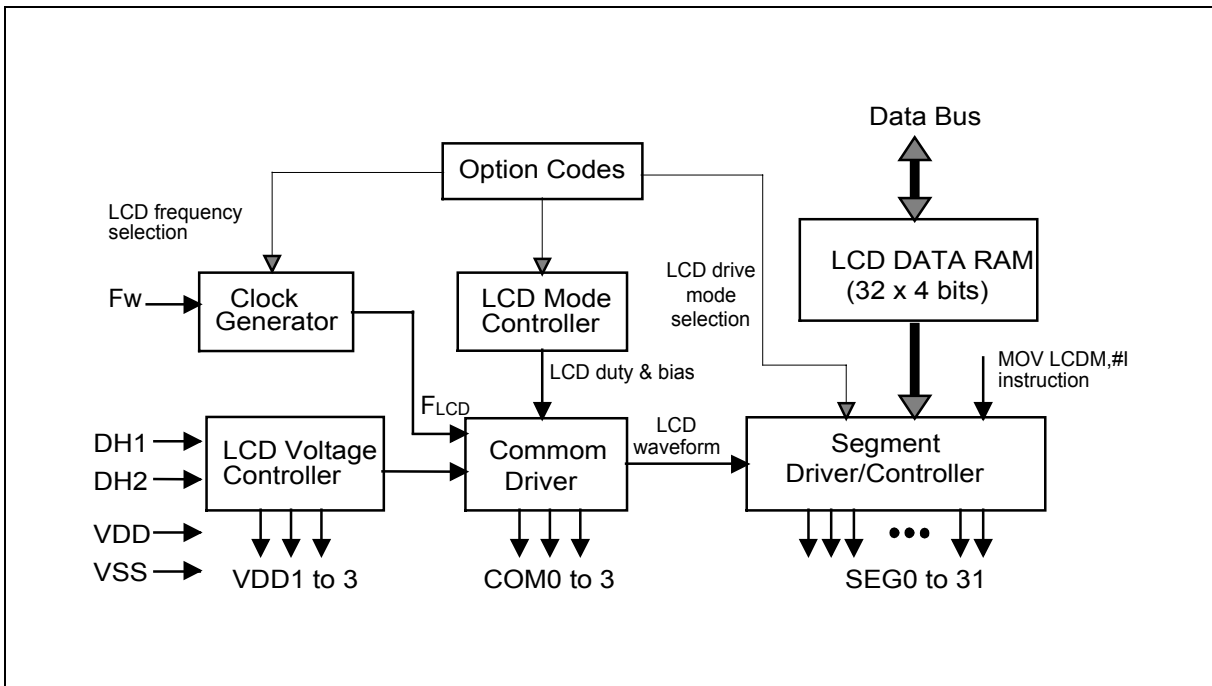 Data Bus
Option Codes
LCD frequency
selection
LCD DATA RAM
(32 x 4 bits)
LCD drive
mode
selection
Fw
Clock
Generator
LCD Mode
Controller
MOV LCDM,#I
instruction
LCD duty & bias
FLCD
DH1
DH2
LCD Voltage
Controller
Commom
Driver
LCD
waveform
Segment
Driver/Controller
VDD
VSS
VDD1 to 3
COM0 to 3
SEG0 to 31